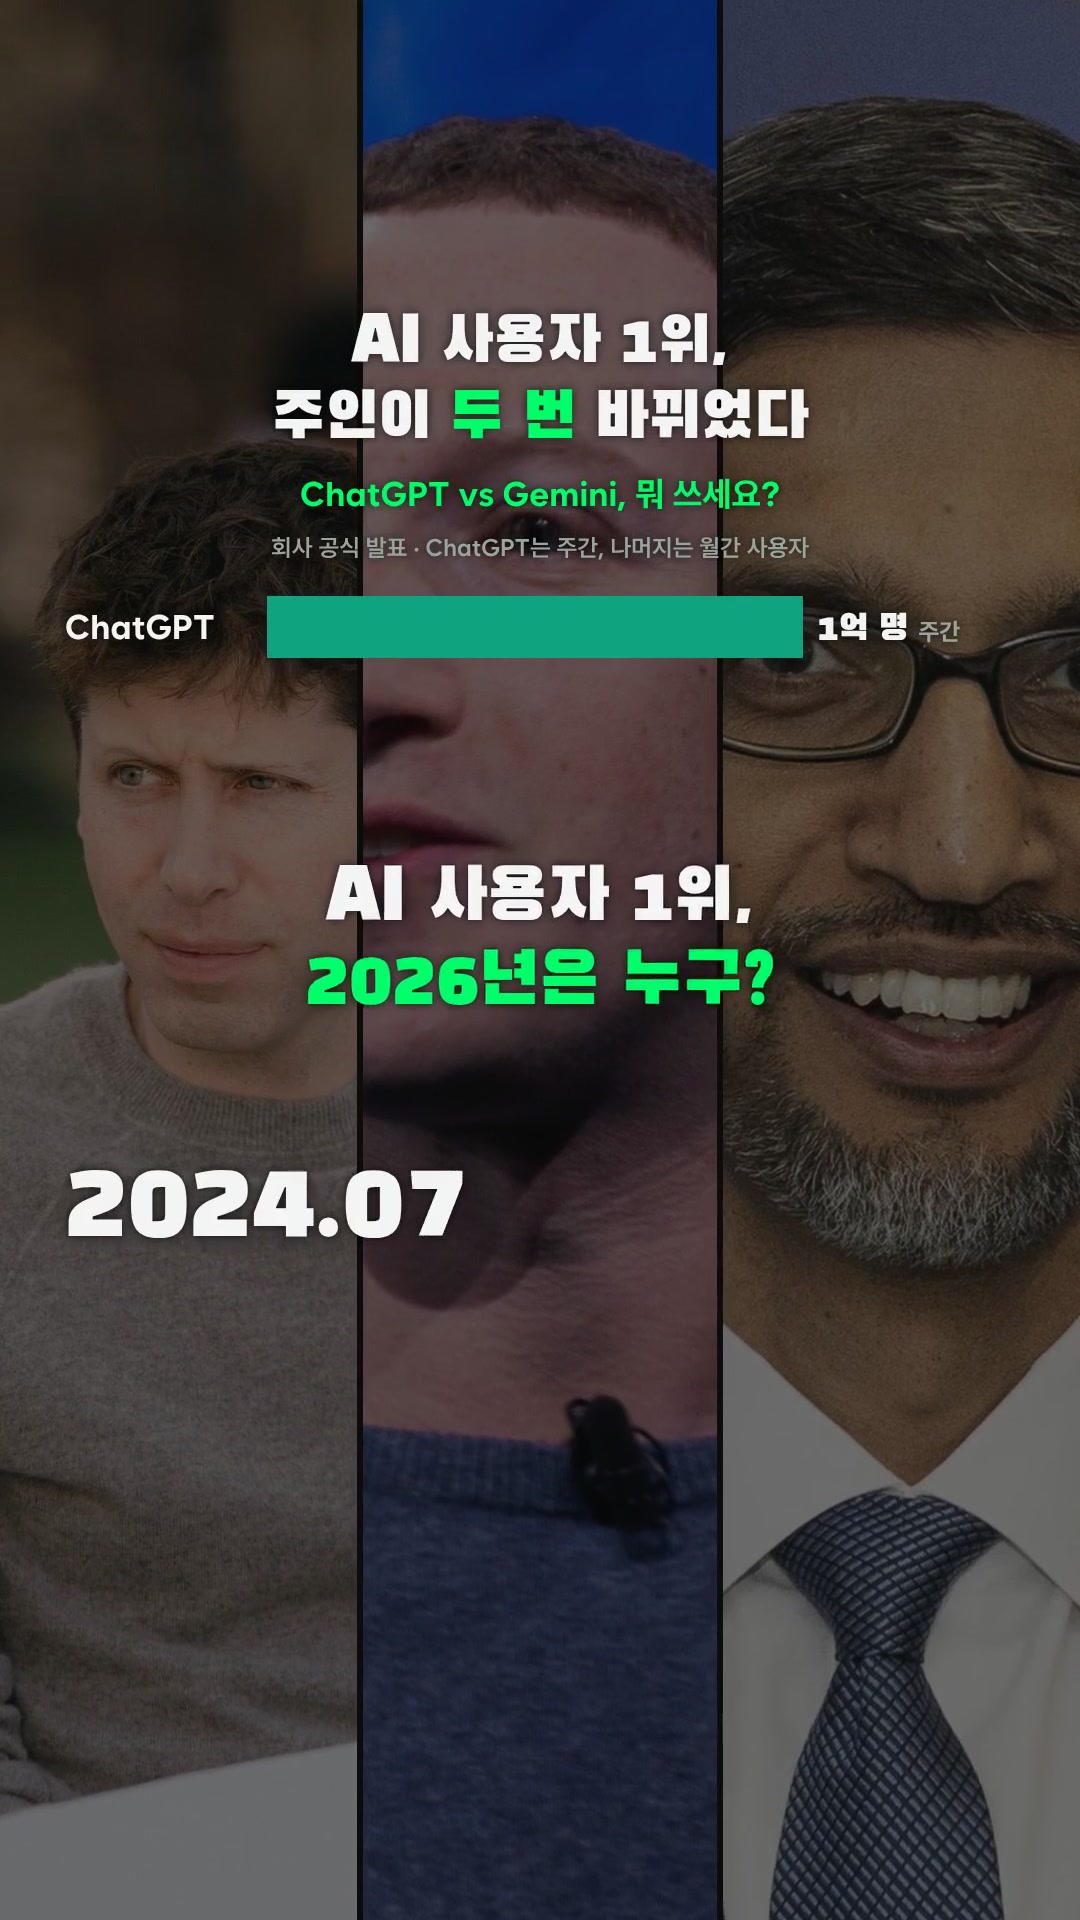 AI 사용자 1위,
주인이 두 번 바뀌었다
ChatGPT vs Gemini, 뭐 쓰세요?
회사 공식 발표 · ChatGPT는 주간, 나머지는 월간 사용자
ChatGPT 1억 명 주간
AI 사용자 1위,
2026년은 누구?
2024.07